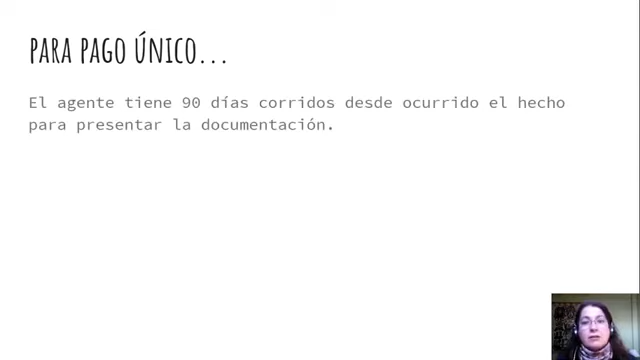 PARA PAGO ÚNICO...
El agente tiene 90 días corridos desde ocurrido el hecho
para presentar la documentación.